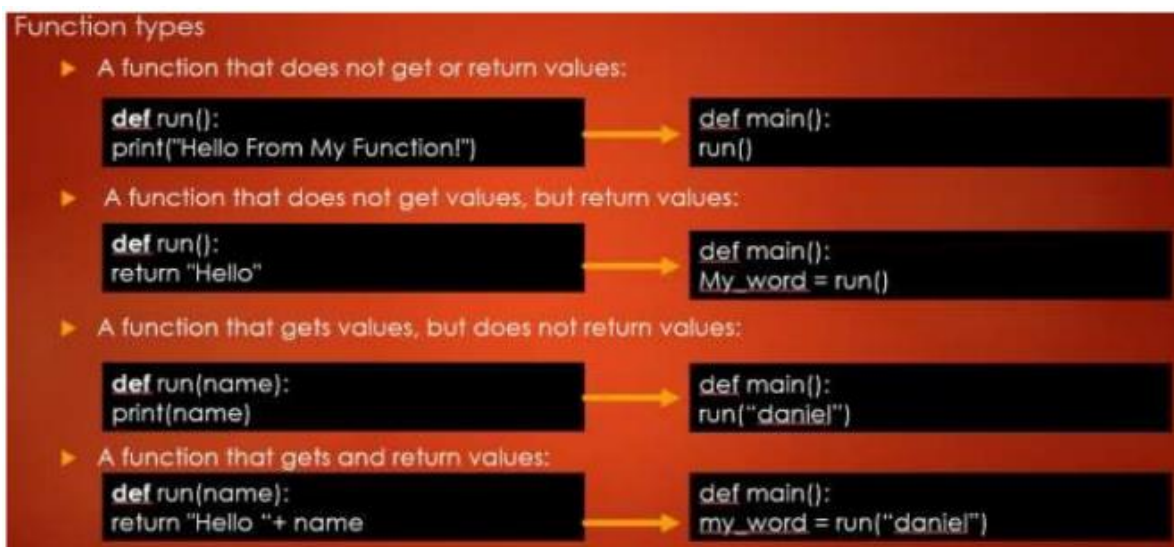 Function types
A function that does not get or return values:
def run():
print("Hello From My Function!")
def main():
run()
A function that does not get values, but return values:
def run():
return "Hello"
def main():
My_word = run()
A function that gets values, but does not return values:
def run(name):
print(name)
def main():
run(“daniel”)
A function that gets and return values:
def run(name):
return "Hello “+ name
def main():
my_word = run(“daniel”)